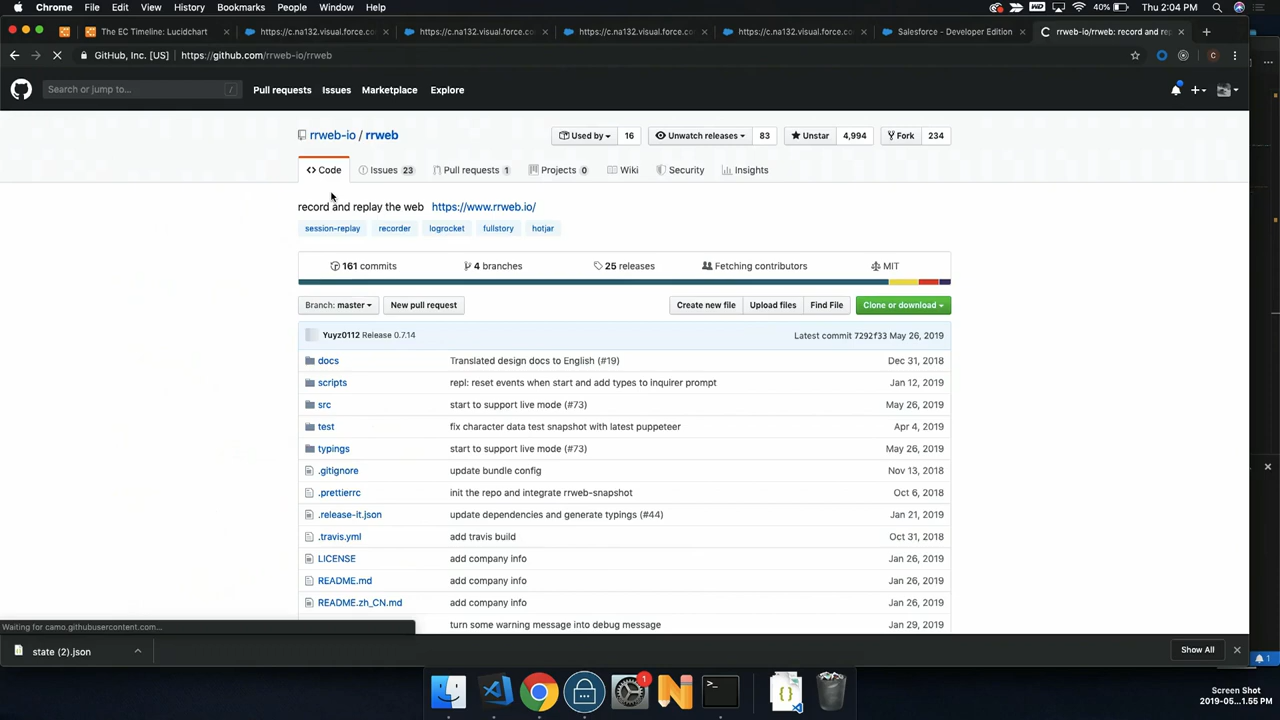 Chrome File Edit View History Bookmarks People Window Help 40% Thu 2:04 PM
The EC Timeline: Lucidchart https://c.na132.visual.force.co https://c.na132.visual.force.co https://c.na132.visual.force.co https://c.na132.visual.force.co Salesforce - Developer Edition rrweb-io/rrweb: record and rep
GitHub, Inc. [US] https://github.com/rrweb-io/rrweb C
Search or jump to... / Pull requests Issues Marketplace Explore
rrweb-io / rrweb Used by 16 Unwatch releases 83 Unstar 4,994 Fork 234
Code Issues 23 Pull requests 1 Projects 0 Wiki Security Insights
record and replay the web https://www.rrweb.io/
session-replay recorder logrocket fullstory hotjar
161 commits 4 branches 25 releases Fetching contributors MIT
Branch: master New pull request Create new file Upload files Find File Clone or download
Yuyz0112 Release 0.7.14 Latest commit 7292f33 May 26, 2019
docs Translated design docs to English (#19) Dec 31, 2018
scripts repl: reset events when start and add types to inquirer prompt Jan 12, 2019
src start to support live mode (#73) May 26, 2019
test fix character data test snapshot with latest puppeteer Apr 4, 2019
typings start to support live mode (#73) May 26, 2019
.gitignore update bundle config Nov 13, 2018
.prettierrc init the repo and integrate rrweb-snapshot Oct 6, 2018
.release-it.json update dependencies and generate typings (#44) Jan 21, 2019
.travis.yml add travis build Oct 31, 2018
LICENSE add company info Jan 26, 2019
README.md add company info Jan 26, 2019
README.zh_CN.md add company info Jan 26, 2019
turn some warning message into debug message Jan 29, 2019
Waiting for camo.githubusercontent.com...
state (2).json Show All 1
1
Screen Shot
2019-05...1.55 PM